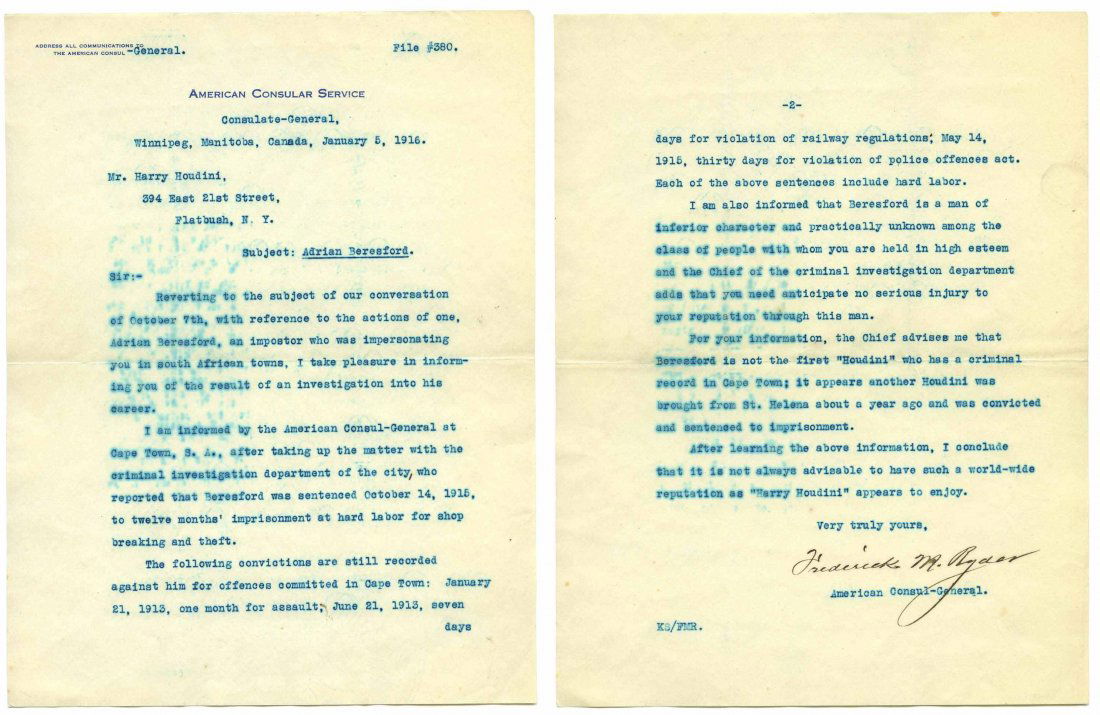 ADDRESS ALL COMMUNICATIONS TO
THE AMERICAN CONSUL -General.
File #380.
AMERICAN CONSULAR SERVICE
Consulate-General,
Winnipeg, Manitoba, Canada, January 5, 1916.
Mr. Harry Houdini,
394 East 21st Street,
Flatbush, N. Y.
Subject: Adrian Beresford.
Sir:-
Reverting to the subject of our conversation
of October 7th, with reference to the actions of one,
Adrian Beresford, an impostor who was impersonating
you in south African towns, I take pleasure in inform-
ing you of the result of an investigation into his
career.
I am informed by the American Consul-General at
Cape Town, S. A., after taking up the matter with the
criminal investigation department of the city, who
reported that Beresford was sentenced October 14, 1915,
to twelve months' imprisonment at hard labor for shop
breaking and theft.
The following convictions are still recorded
against him for offences committed in Cape Town: January
21, 1913, one month for assault; June 21, 1913, seven
days
-2-
days for violation of railway regulations; May 14,
1915, thirty days for violation of police offences act.
Each of the above sentences include hard labor.
I am also informed that Beresford is a man of
inferior character and practically unknown among the
class of people with whom you are held in high esteem
and the Chief of the criminal investigation department
adds that you need anticipate no serious injury to
your reputation through this man.
For your information, the Chief advises me that
Beresford is not the first "Houdini" who has a criminal
record in Cape Town; it appears another Houdini was
brought from St. Helena about a year ago and was convicted
and sentenced to imprisonment.
After learning the above information, I conclude
that it is not always advisable to have such a world-wide
reputation as "Harry Houdini" appears to enjoy.
Very truly yours,
Frederick M. Ryder
American Consul-General.
KS/FMR.